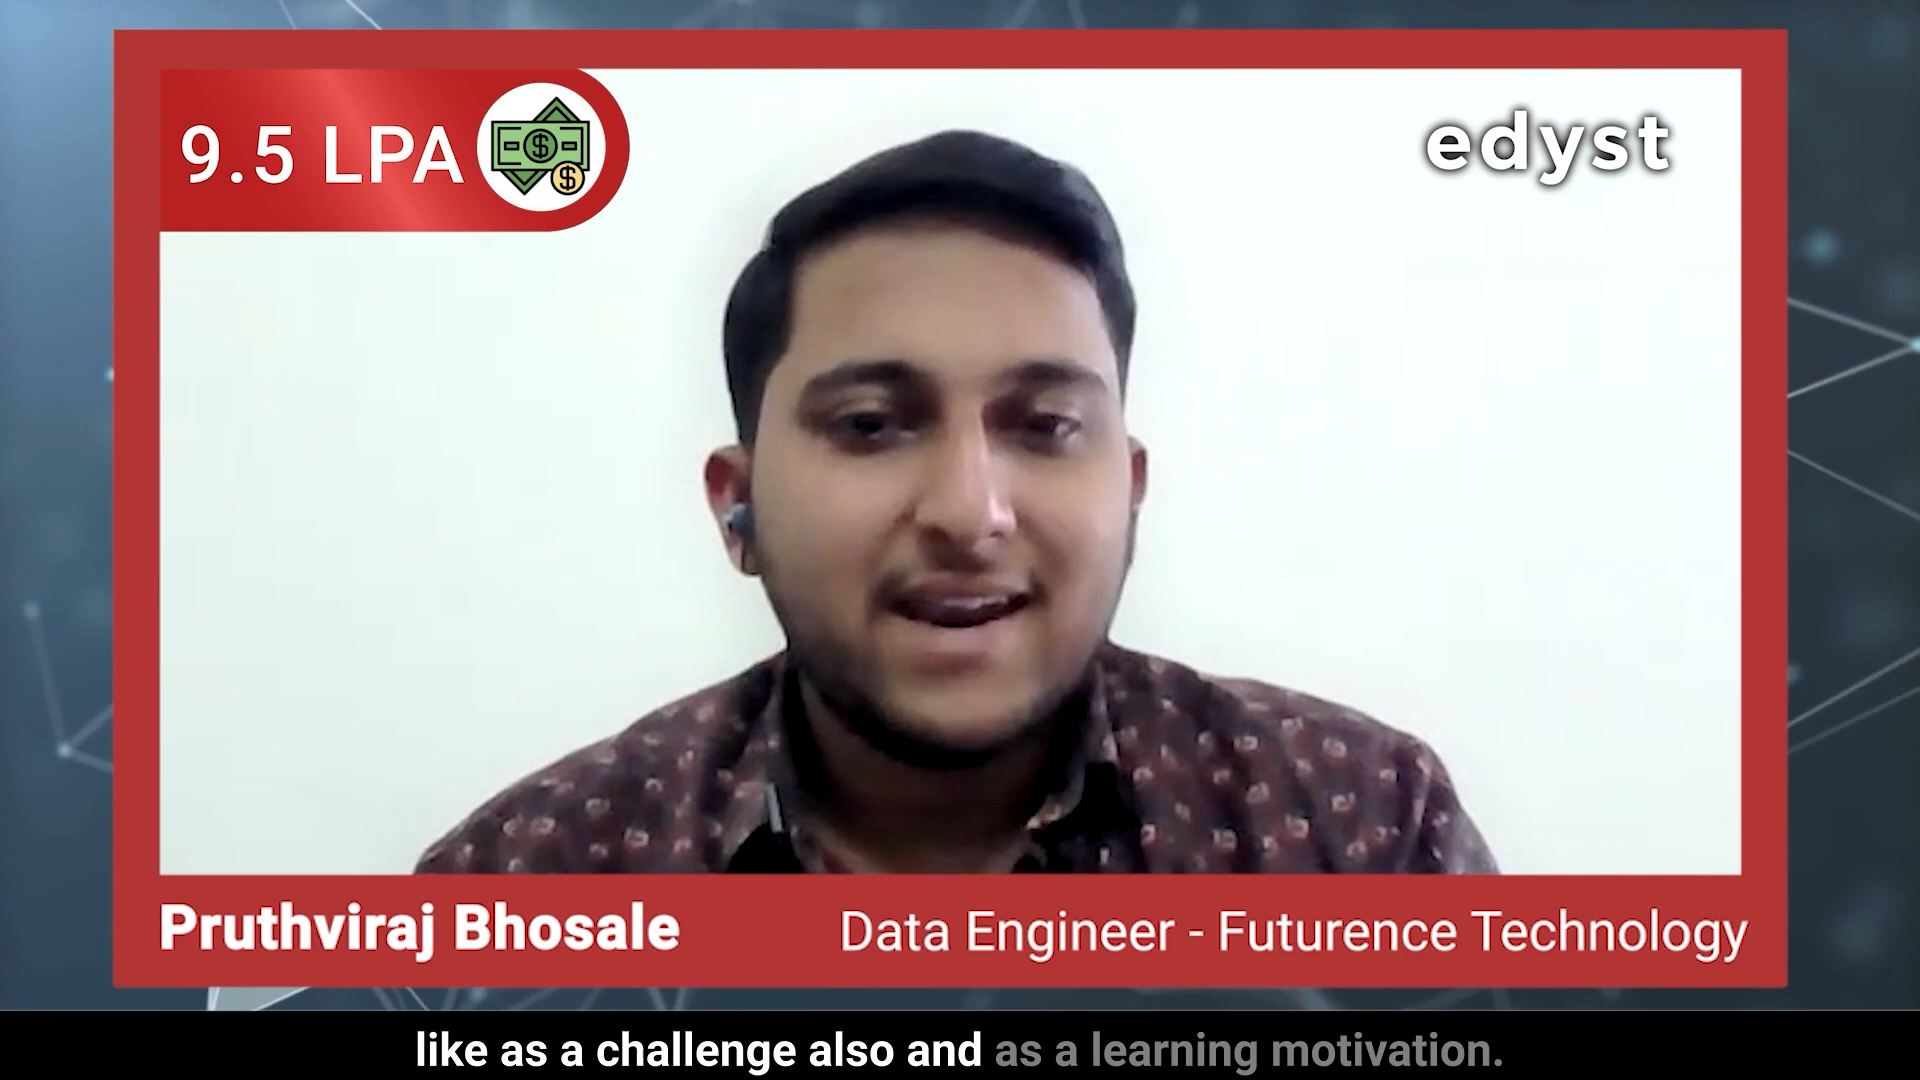 9.5 LPA
edyst
Pruthviraj Bhosale
Data Engineer - Futurence Technology
like as a challenge also and as a learning motivation.